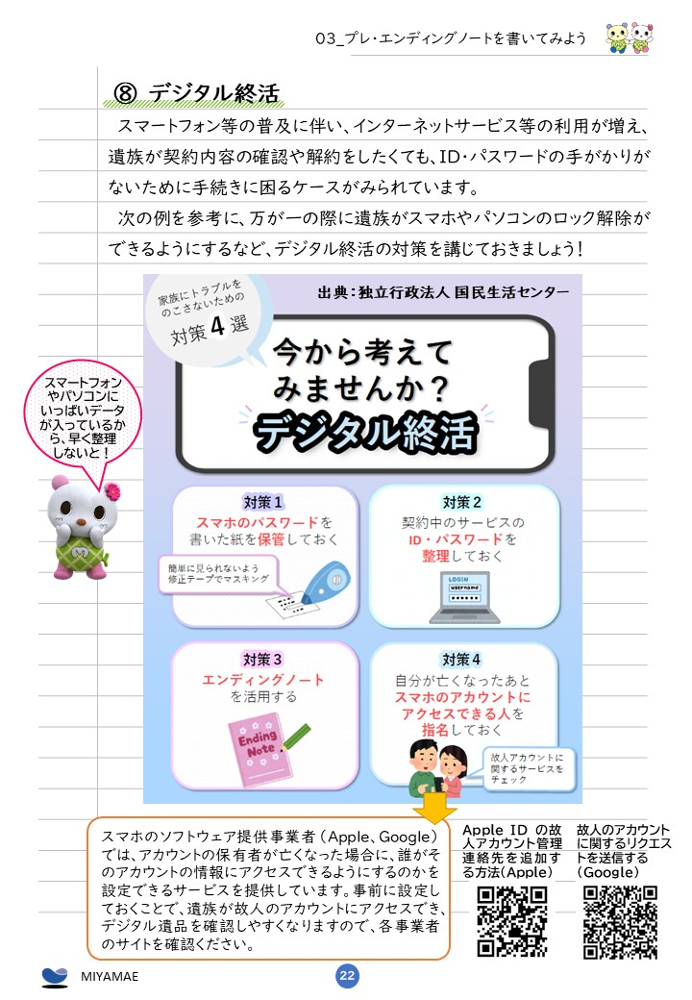 03_プレ・エンディングノートを書いてみよう
⑧ デジタル終活
スマートフォン等の普及に伴い、インターネットサービス等の利用が増え、
遺族が契約内容の確認や解約をしたくても、ID・パスワードの手がかりが
ないために手続きに困るケースがみられています。
次の例を参考に、万が一の際に遺族がスマホやパソコンのロック解除が
できるようにするなど、デジタル終活の対策を講じておきましょう！
家族にトラブルを
のこさないための
対策4選
出典：独立行政法人 国民生活センター
今から考えて
みませんか？
デジタル終活
スマートフォン
やパソコンに
いっぱいデータ
が入っているか
ら、早く整理
しないと！
M
対策1
スマホのパスワードを
書いた紙を保管しておく
簡単に見られないよう
修正テープでマスキング
対策2
契約中のサービスの
ID・パスワードを
整理しておく
LOGIN
username
対策3
エンディングノート
を活用する
Ending
Note
対策4
自分が亡くなったあと
スマホのアカウントに
アクセスできる人を
指名しておく
故人アカウントに
関するサービスを
チェック
スマホのソフトウェア提供事業者（Apple、Google）
では、アカウントの保有者が亡くなった場合に、誰がそ
のアカウントの情報にアクセスできるようにするのかを
設定できるサービスを提供しています。事前に設定し
ておくことで、遺族が故人のアカウントにアクセスでき、
デジタル遺品を確認しやすくなりますので、各事業者
のサイトを確認ください。
Apple ID の故
人アカウント管理
連絡先を追加す
る方法(Apple)
故人のアカウント
に関するリクエス
トを送信する
(Google)
MIYAMAE
22